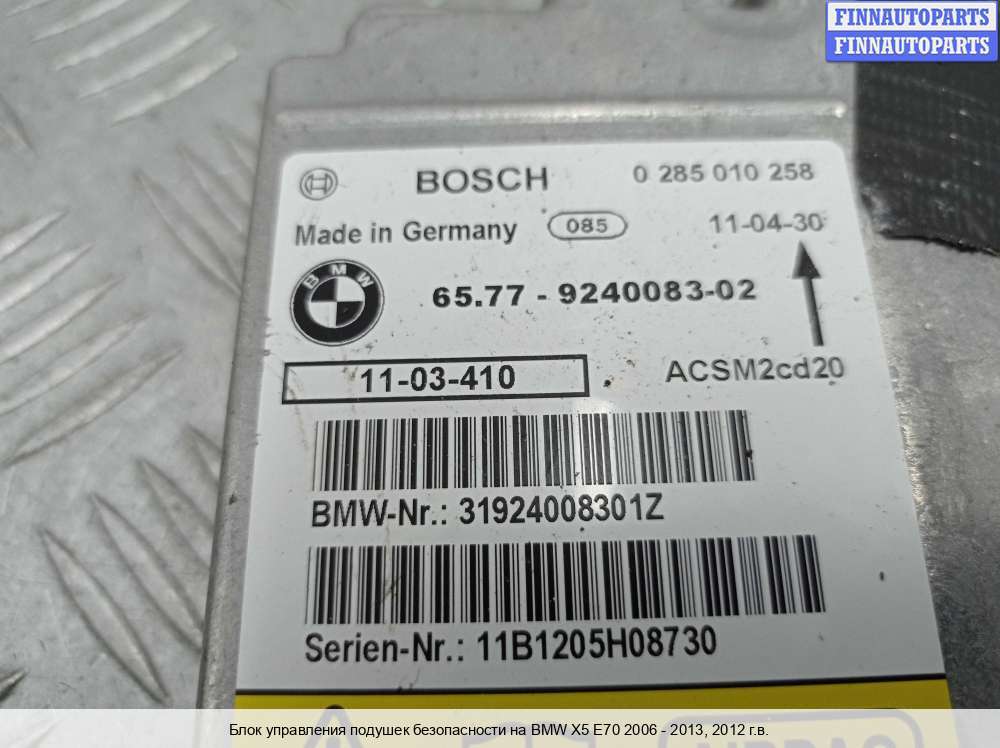 FINNAUTOPARTS
FINNAUTOPARTS
BOSCH 0 285 010 258
Made in Germany 085 11-04-30
BMW 65.77 - 9240083-02
11-03-410 ACSM2cd20
BMW-Nr.: 31924008301Z
Serien-Nr.: 11B1205H08730
Блок управления подушек безопасности на BMW X5 E70 2006 - 2013, 2012 г.в.